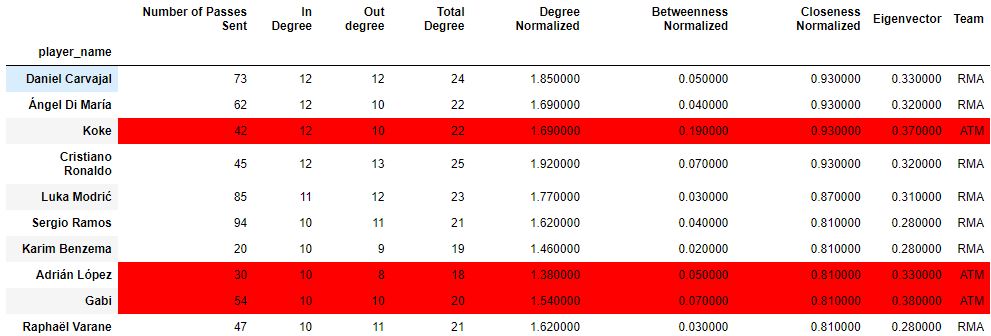 Number of Passes Sent In Degree Out degree Total Degree Degree Normalized Betweenness Normalized Closeness Normalized Eigenvector Team
player_name
Daniel Carvajal 73 12 12 24 1.850000 0.050000 0.930000 0.330000 RMA
Ángel Di María 62 12 10 22 1.690000 0.040000 0.930000 0.320000 RMA
Koke 42 12 10 22 1.690000 0.190000 0.930000 0.370000 ATM
Cristiano Ronaldo 45 12 13 25 1.920000 0.070000 0.930000 0.320000 RMA
Luka Modrić 85 11 12 23 1.770000 0.030000 0.870000 0.310000 RMA
Sergio Ramos 94 10 11 21 1.620000 0.040000 0.810000 0.280000 RMA
Karim Benzema 20 10 9 19 1.460000 0.020000 0.810000 0.280000 RMA
Adrián López 30 10 8 18 1.380000 0.050000 0.810000 0.330000 ATM
Gabi 54 10 10 20 1.540000 0.070000 0.810000 0.380000 ATM
Raphaël Varane 47 10 11 21 1.620000 0.030000 0.810000 0.280000 RMA